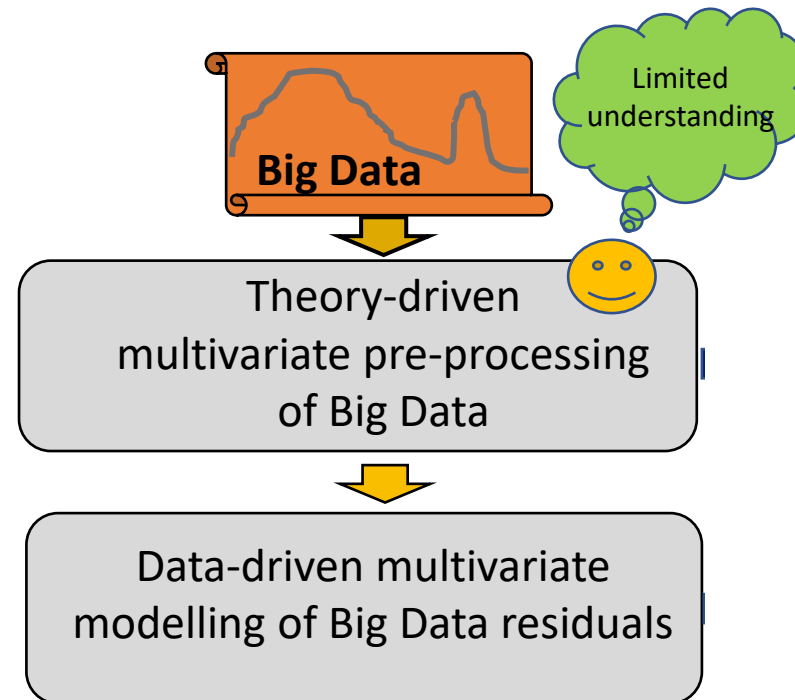 Limited
understanding
Big Data
Theory-driven
multivariate pre-processing
of Big Data
Data-driven multivariate
modelling of Big Data residuals